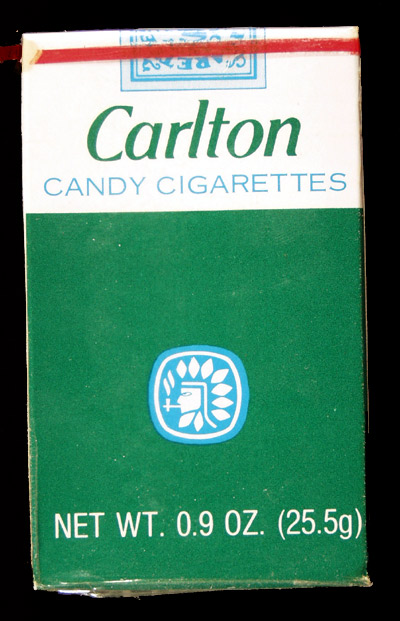 Carlton
CANDY CIGARETTES
NET WT. 0.9 OZ. (25.5g)